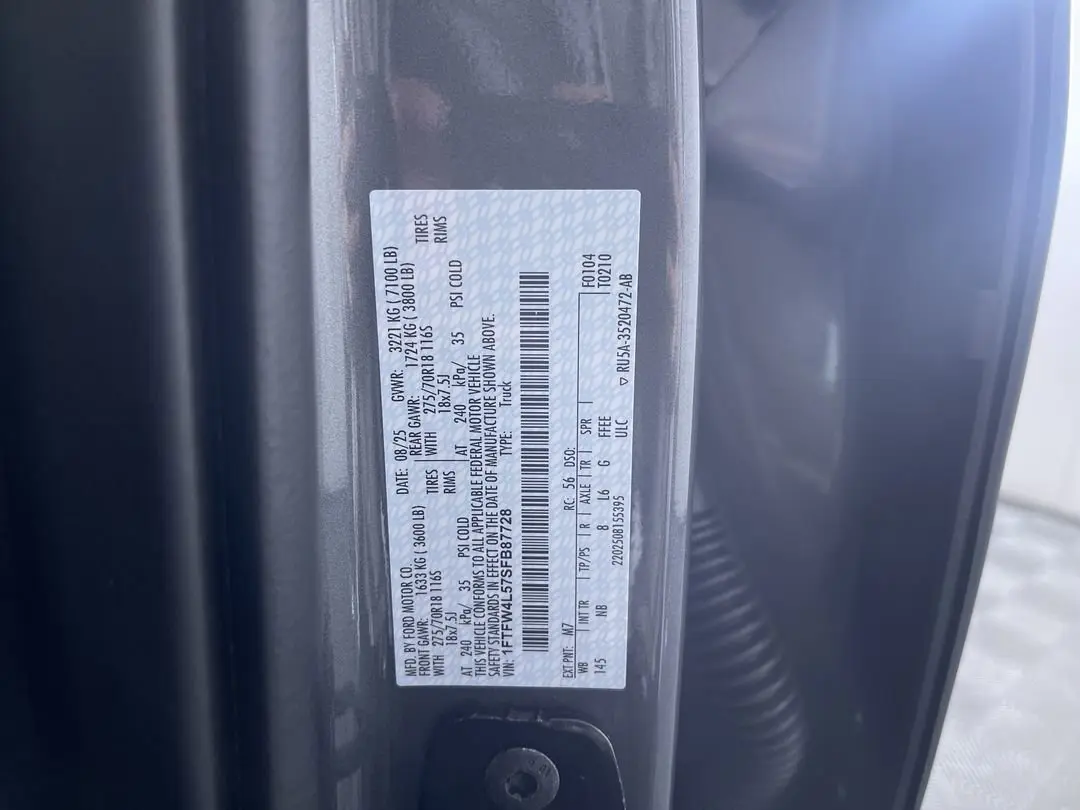 MFD. BY FORD MOTOR CO. DATE: 08/25 GVWR: 3221 KG ( 7100 LB)
FRONT GAWR: 1633 KG ( 3600 LB) REAR GAWR: 1724 KG ( 3800 LB)
WITH 275/70R18 116S TIRES WITH 275/70R18 116S TIRES
18x7.5J RIMS 18x7.5J RIMS
AT 240 kPa/ 35 PSI COLD AT 240 kPa/ 35 PSI COLD
THIS VEHICLE CONFORMS TO ALL APPLICABLE FEDERAL MOTOR VEHICLE
SAFETY STANDARDS IN EFFECT ON THE DATE OF MANUFACTURE SHOWN ABOVE.
VIN: 1FTFW4L57SFB87728 TYPE: Truck
EXT PNT: M7 RC: 56 DSO: F0104
WB INT TR TP/PS R AXLE TR SPR T0210
145 NB 8 L6 G FFEE
2202508155395 ULC ▽ RU5A-3520472-AB